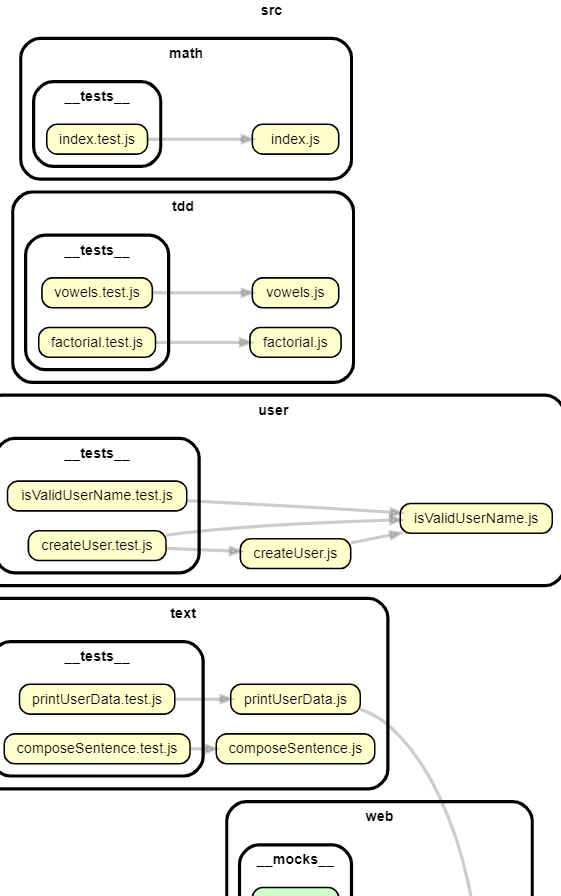 src
math
__tests__
index.test.js
index.js
tdd
__tests__
vowels.test.js
vowels.js
factorial.test.js
factorial.js
user
__tests__
isValidUserName.test.js
isValidUserName.js
createUser.test.js
createUser.js
text
__tests__
printUserData.test.js
printUserData.js
composeSentence.test.js
composeSentence.js
web
__mocks__